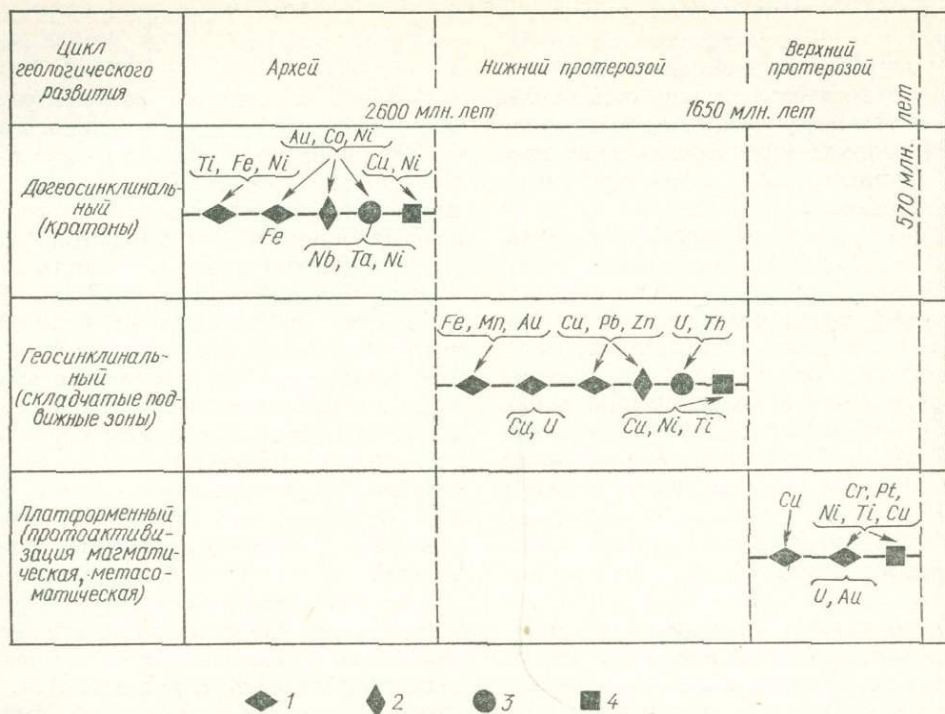 Цикл
геологического
развития
Архей
Нижний протерозой
Верхний
протерозой
2600 млн. лет
1650 млн. лет
570 млн. лет
Догеосинклиналь-
ный
(кратоны)
Ti, Fe, Ni
Au, Co, Ni
Cu, Ni
Fe
Nb, Ta, Ni
Геосинклиналь-
ный
(складчатые под-
вижные зоны)
Fe, Mn, Au
Cu, Pb, Zn
U, Th
Cu, U
Cu, Ni, Ti
Платформенный
(протоактиви-
зация магмати-
ческая, метасо-
матическая)
Cu
Cr, Pt,
Ni, Ti, Cu
U, Au
1 2 3 4